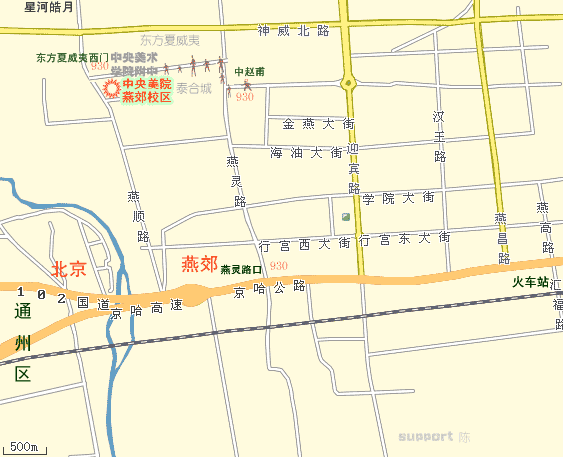 星河皓月
神威北路
东方夏威夷
东方夏威夷西门
中央美术
学院附中
930
中央美院
燕郊校区
泰合城
中赵甫
930
金燕大街
海油大街
迎宾路
汉王路
燕灵路
燕顺路
学院大街
燕昌路
燕高路
行宫西大街
行宫东大街
北京
燕郊
燕灵路口
930
京哈公路
火车站
汇福路
102国道
京哈高速
通州区
500m
support 陈